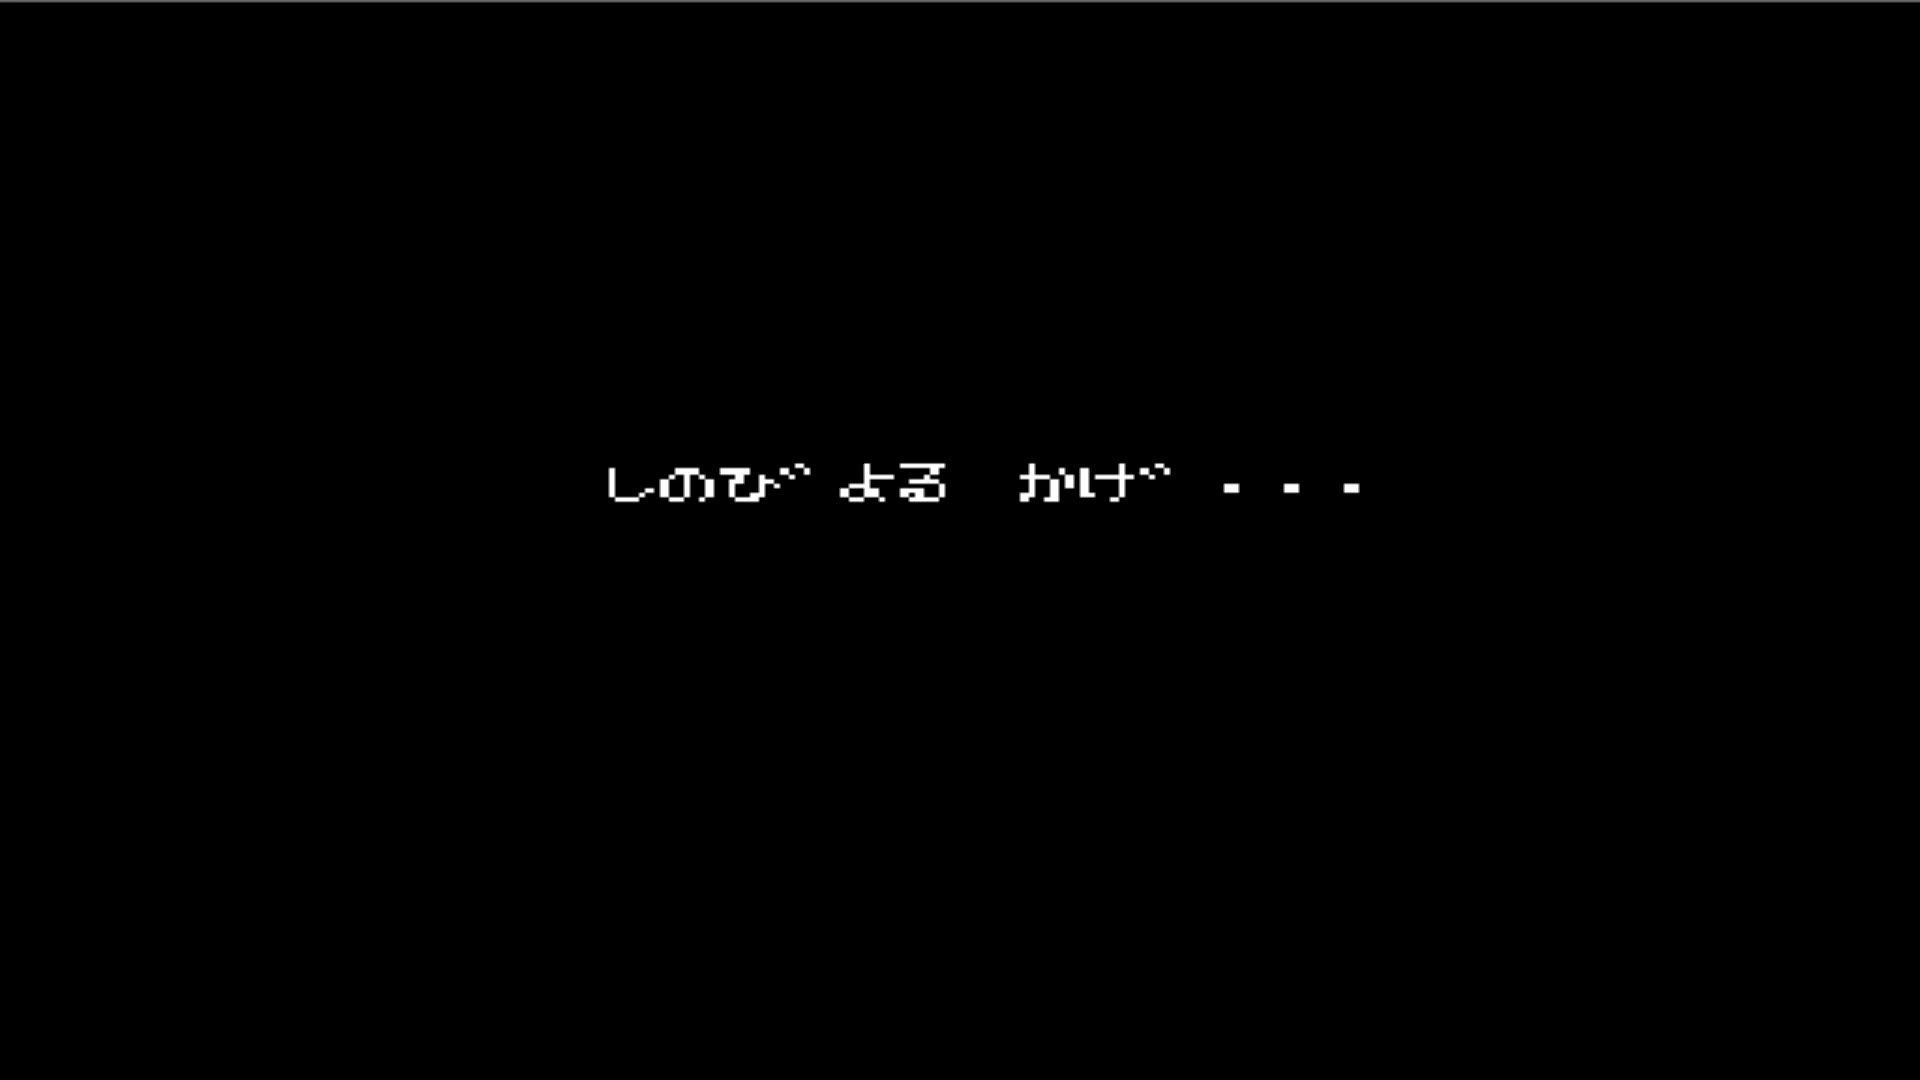 しのび よる　かげ ・・・